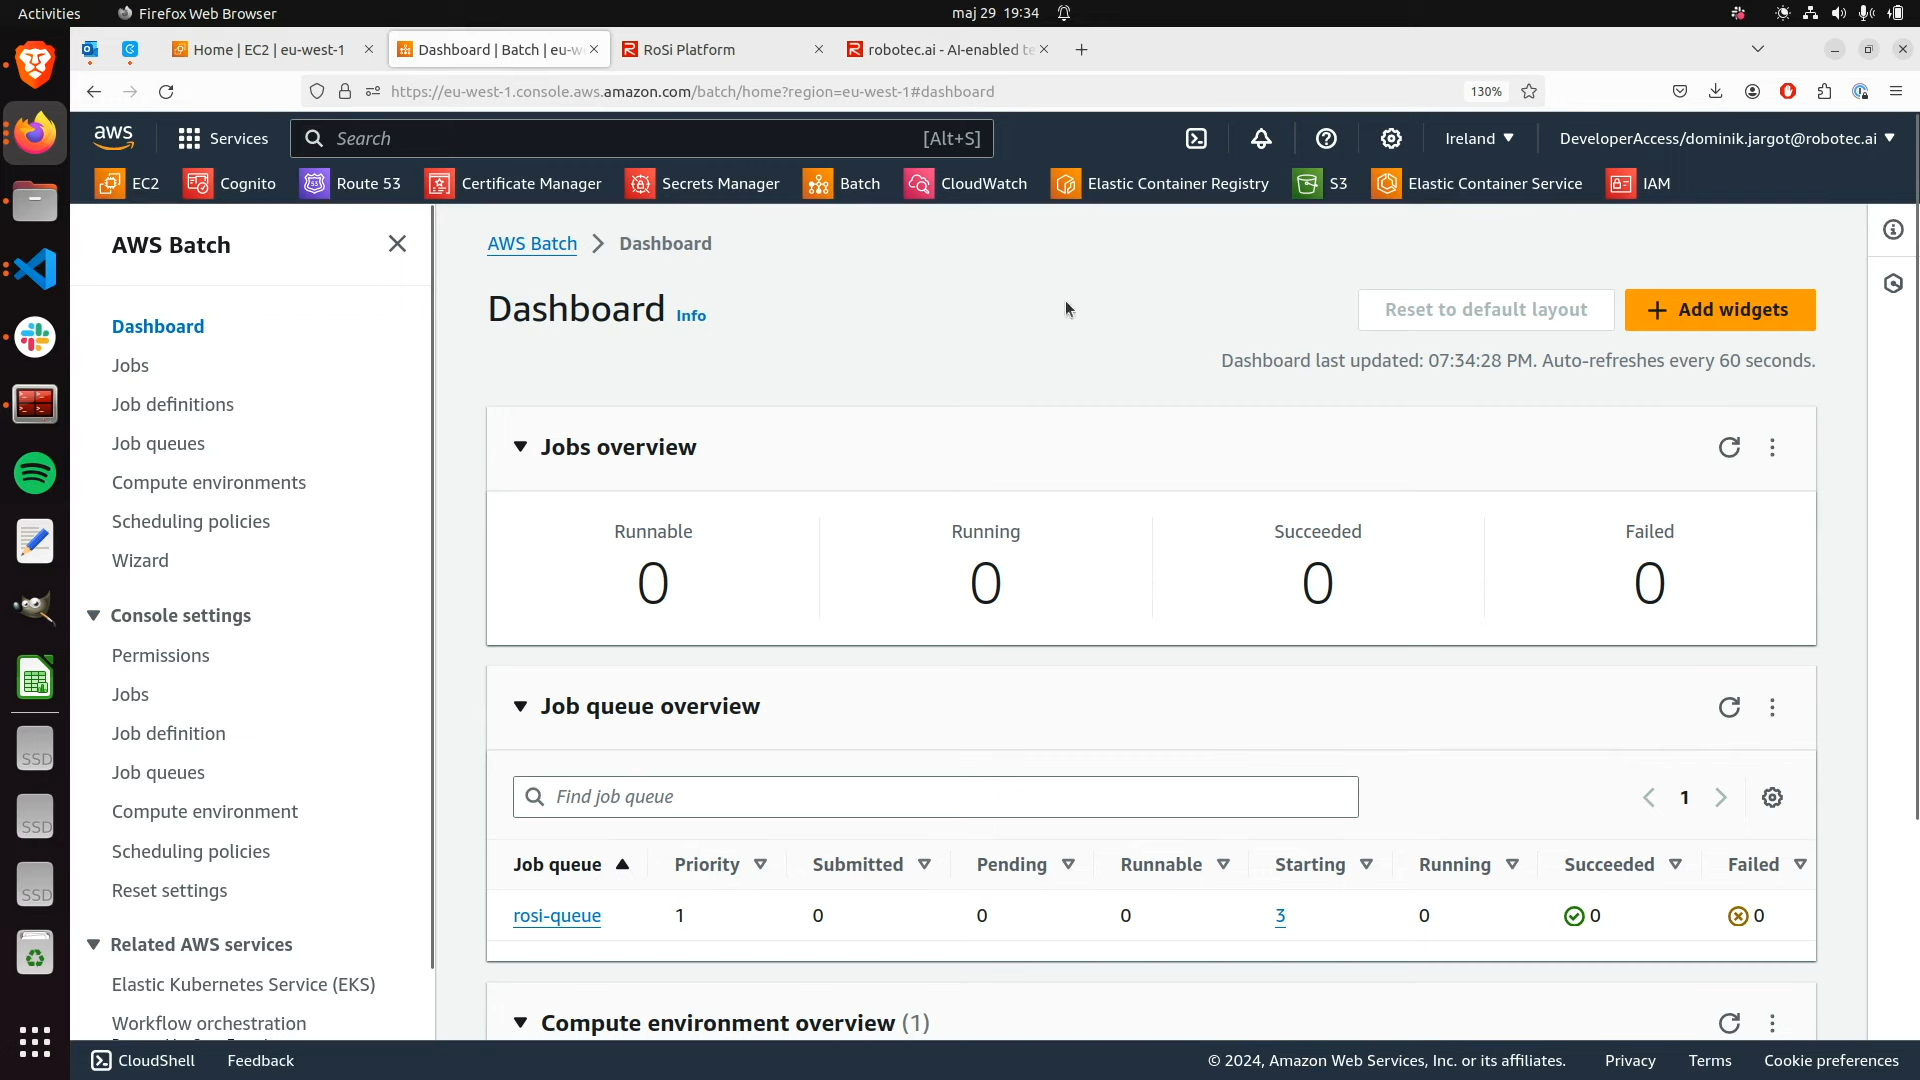 Activities
Firefox Web Browser
maj 29 19:34
Home | EC2 | eu-west-1
Dashboard | Batch | eu-w
RoSi Platform
robotec.ai - AI-enabled te
https://eu-west-1.console.aws.amazon.com/batch/home?region=eu-west-1#dashboard
130%
aws
Services
Search
[Alt+S]
Ireland
DeveloperAccess/dominik.jargot@robotec.ai
EC2
Cognito
Route 53
Certificate Manager
Secrets Manager
Batch
CloudWatch
Elastic Container Registry
S3
Elastic Container Service
IAM
AWS Batch
Dashboard
Jobs
Job definitions
Job queues
Compute environments
Scheduling policies
Wizard
Console settings
Permissions
Jobs
Job definition
Job queues
Compute environment
Scheduling policies
Reset settings
Related AWS services
Elastic Kubernetes Service (EKS)
Workflow orchestration
AWS Batch
Dashboard
Dashboard Info
Reset to default layout
Add widgets
Dashboard last updated: 07:34:28 PM. Auto-refreshes every 60 seconds.
Jobs overview
Runnable
0
Running
0
Succeeded
0
Failed
0
Job queue overview
Find job queue
1
Job queue Priority Submitted Pending Runnable Starting Running Succeeded Failed
rosi-queue 1 0 0 0 3 0 0 0
Compute environment overview (1)
SSD
SSD
SSD
CloudShell
Feedback
© 2024, Amazon Web Services, Inc. or its affiliates.
Privacy
Terms
Cookie preferences